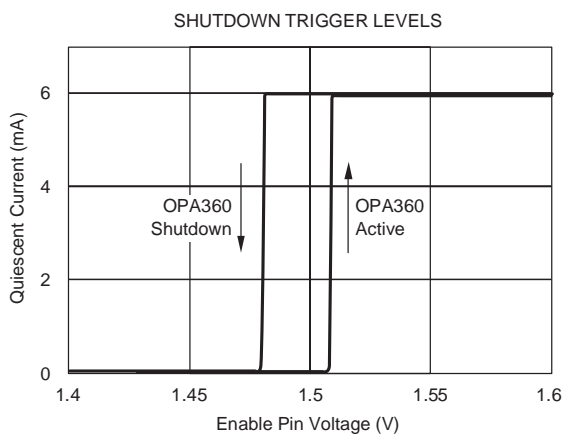 SHUTDOWN TRIGGER LEVELS
6
4
2
0
Quiescent Current (mA)
OPA360
Shutdown
OPA360
Active
1.4
1.45
1.5
1.55
1.6
Enable Pin Voltage (V)